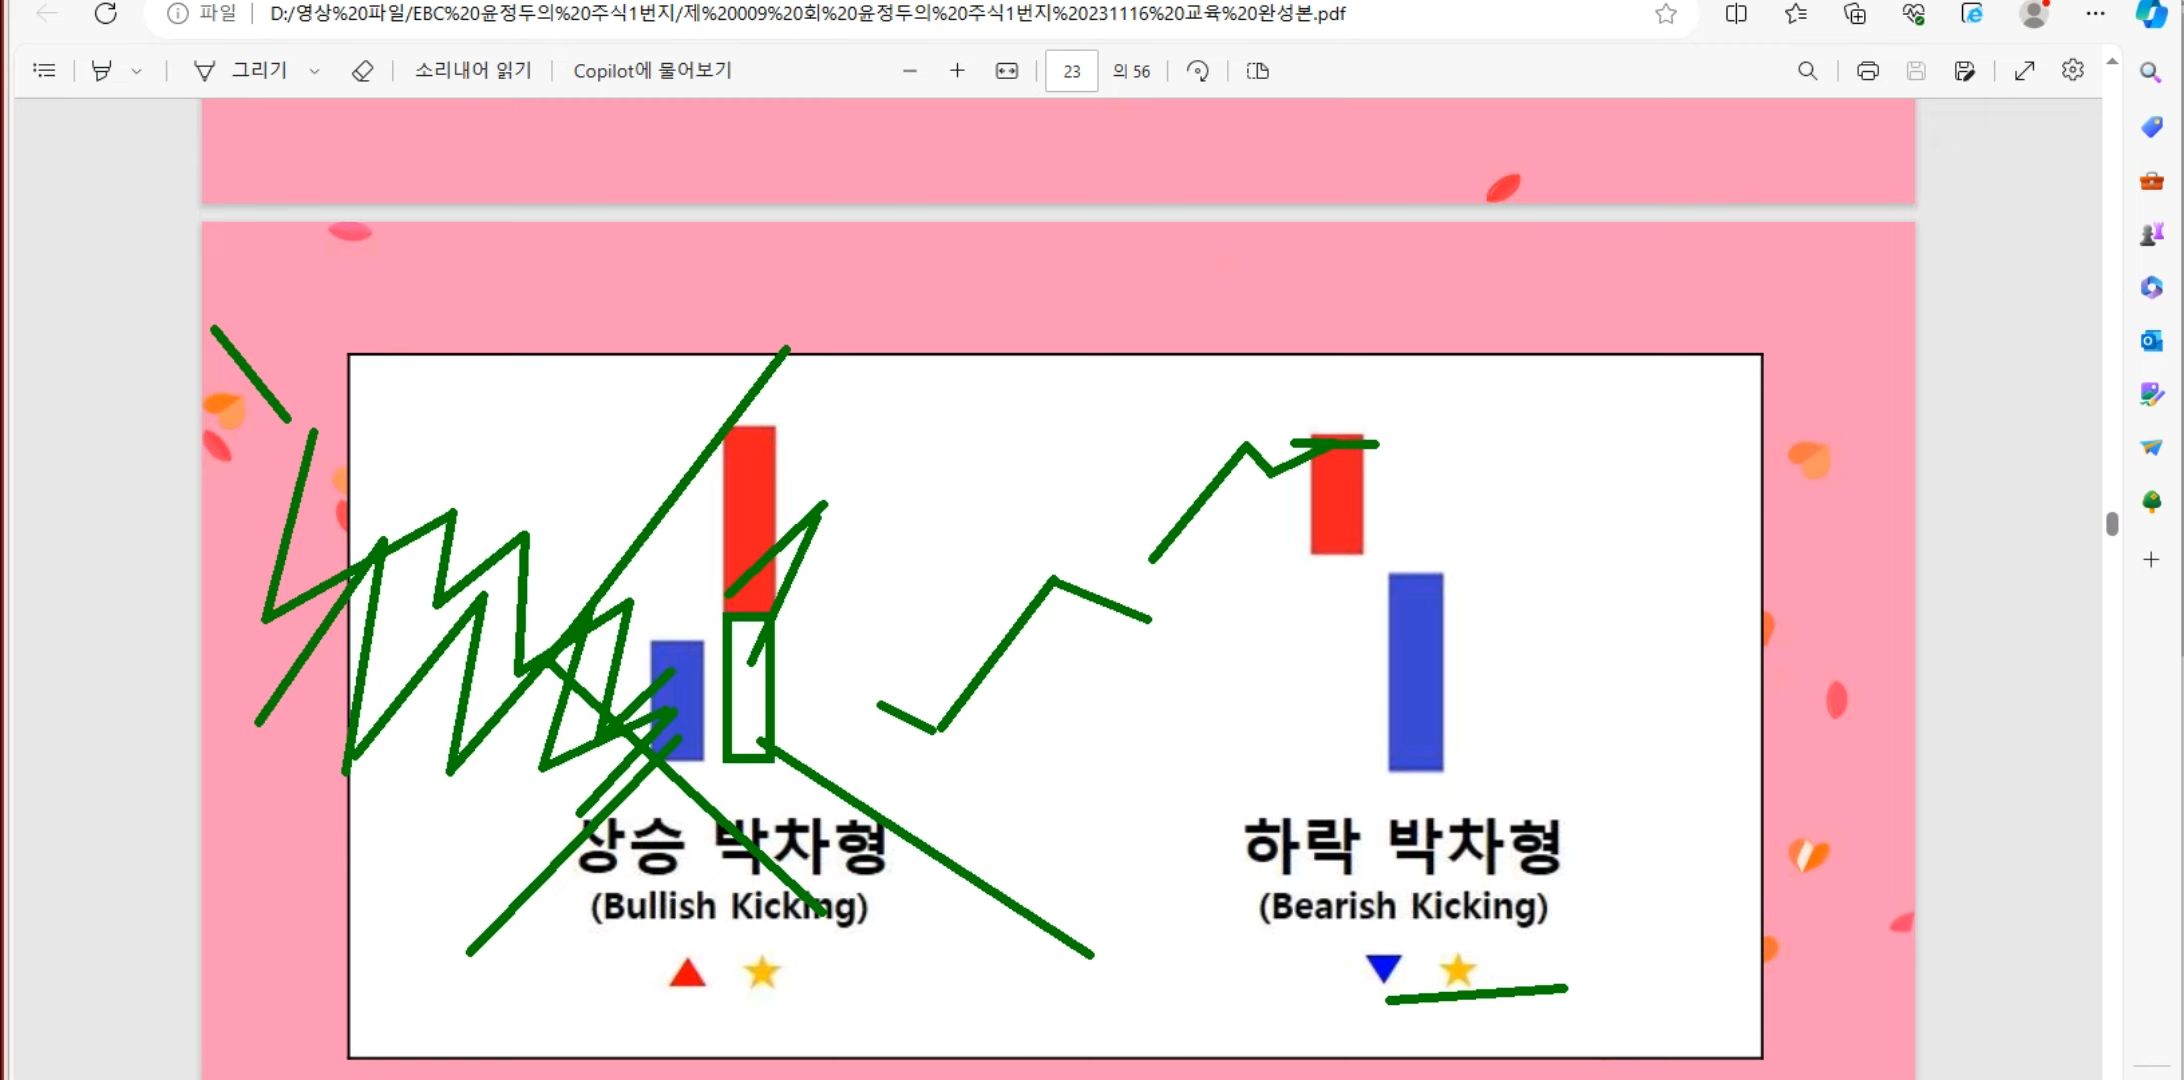 파일
D:/영상%20파일/EBC%20윤정두의%20주식1번지/제%20009%20회%20윤정두의%20주식1번지%20231116%20교육%20완성본.pdf
그리기
소리내어 읽기
Copilot에 물어보기
23
의 56
상승 박차형
(Bullish Kicking)
하락 박차형
(Bearish Kicking)